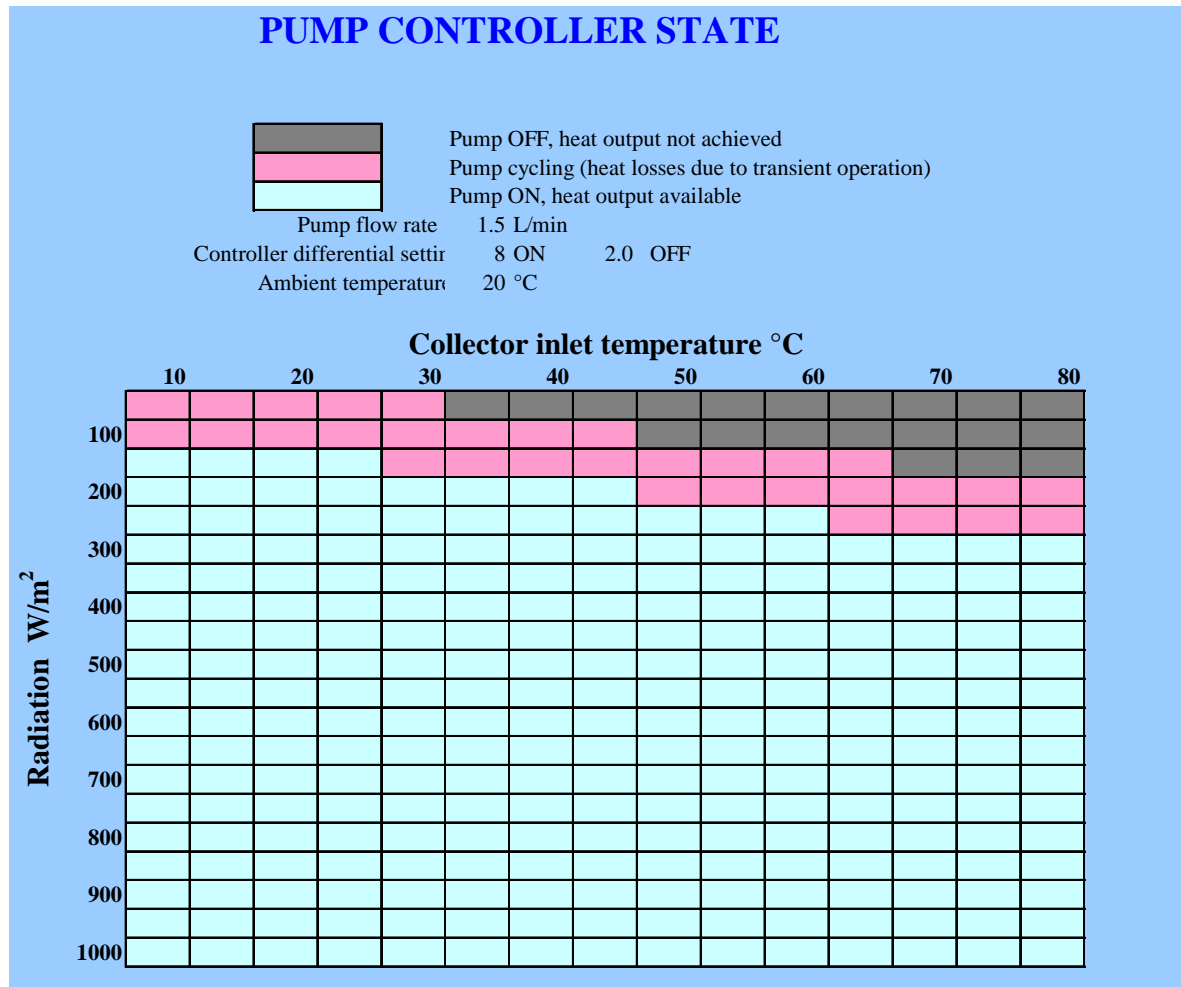 PUMP CONTROLLER STATE
Pump OFF, heat output not achieved
Pump cycling (heat losses due to transient operation)
Pump ON, heat output available
Pump flow rate 1.5 L/min
Controller differential settin 8 ON 2.0 OFF
Ambient temperature 20 °C
Collector inlet temperature °C
10 20 30 40 50 60 70 80
100
200
300
400
500
600
700
800
900
1000
Radiation W/m²